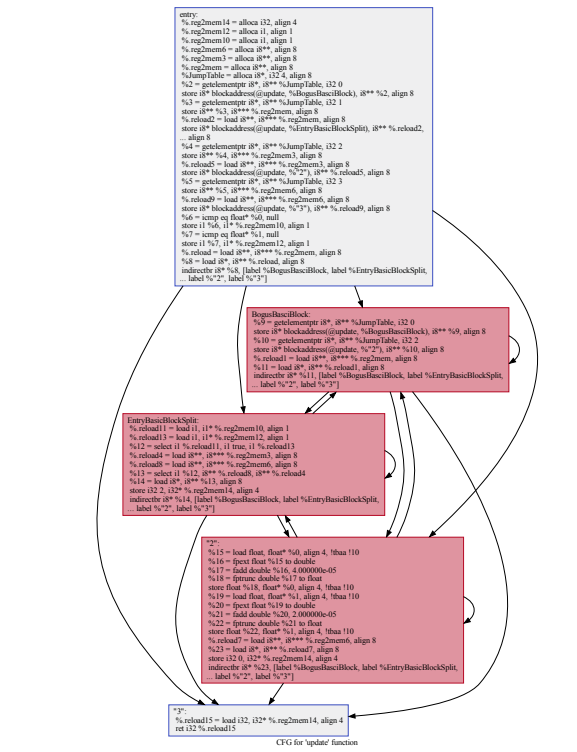 entry:
%.reg2mem14 = alloca i32, align 4
%.reg2mem12 = alloca i1, align 1
%.reg2mem10 = alloca i1, align 1
%.reg2mem6 = alloca i8**, align 8
%.reg2mem3 = alloca i8**, align 8
%.reg2mem = alloca i8**, align 8
%JumpTable = alloca i8*, i32 4, align 8
%2 = getelementptr i8*, i8** %JumpTable, i32 0
store i8* blockaddress(@update, %BogusBasciBlock), i8** %2, align 8
%3 = getelementptr i8*, i8** %JumpTable, i32 1
store i8** %3, i8*** %.reg2mem, align 8
%.reload2 = load i8**, i8*** %.reg2mem, align 8
store i8* blockaddress(@update, %EntryBasicBlockSplit), i8** %.reload2,
... align 8
%4 = getelementptr i8*, i8** %JumpTable, i32 2
store i8** %4, i8*** %.reg2mem3, align 8
%.reload5 = load i8**, i8*** %.reg2mem3, align 8
store i8* blockaddress(@update, %"2"), i8** %.reload5, align 8
%5 = getelementptr i8*, i8** %JumpTable, i32 3
store i8** %5, i8*** %.reg2mem6, align 8
%.reload9 = load i8**, i8*** %.reg2mem6, align 8
store i8* blockaddress(@update, %"3"), i8** %.reload9, align 8
%6 = icmp eq float* %0, null
store i1 %6, i1* %.reg2mem10, align 1
%7 = icmp eq float* %1, null
store i1 %7, i1* %.reg2mem12, align 1
%.reload = load i8**, i8*** %.reg2mem, align 8
%8 = load i8*, i8** %.reload, align 8
indirectbr i8* %8, [label %BogusBasciBlock, label %EntryBasicBlockSplit,
... label %"2", label %"3"]
BogusBasciBlock:
%9 = getelementptr i8*, i8** %JumpTable, i32 0
store i8* blockaddress(@update, %BogusBasciBlock), i8** %9, align 8
%10 = getelementptr i8*, i8** %JumpTable, i32 2
store i8* blockaddress(@update, %"2"), i8** %10, align 8
%.reload1 = load i8**, i8*** %.reg2mem, align 8
%11 = load i8*, i8** %.reload1, align 8
indirectbr i8* %11, [label %BogusBasciBlock, label %EntryBasicBlockSplit,
... label %"2", label %"3"]
EntryBasicBlockSplit:
%.reload11 = load i1, i1* %.reg2mem10, align 1
%.reload13 = load i1, i1* %.reg2mem12, align 1
%12 = select i1 %.reload11, i1 true, i1 %.reload13
%.reload4 = load i8**, i8*** %.reg2mem3, align 8
%.reload8 = load i8**, i8*** %.reg2mem6, align 8
%13 = select i1 %12, i8** %.reload8, i8** %.reload4
%14 = load i8*, i8** %13, align 8
store i32 2, i32* %.reg2mem14, align 4
indirectbr i8* %14, [label %BogusBasciBlock, label %EntryBasicBlockSplit,
... label %"2", label %"3"]
"2":
%15 = load float, float* %0, align 4, !tbaa !10
%16 = fpext float %15 to double
%17 = fadd double %16, 4.000000e-05
%18 = fptrunc double %17 to float
store float %18, float* %0, align 4, !tbaa !10
%19 = load float, float* %1, align 4, !tbaa !10
%20 = fpext float %19 to double
%21 = fadd double %20, 2.000000e-05
%22 = fptrunc double %21 to float
store float %22, float* %1, align 4, !tbaa !10
%.reload7 = load i8**, i8*** %.reg2mem6, align 8
%23 = load i8*, i8** %.reload7, align 8
store i32 0, i32* %.reg2mem14, align 4
indirectbr i8* %23, [label %BogusBasciBlock, label %EntryBasicBlockSplit,
... label %"2", label %"3"]
"3":
%.reload15 = load i32, i32* %.reg2mem14, align 4
ret i32 %.reload15
CFG for 'update' function